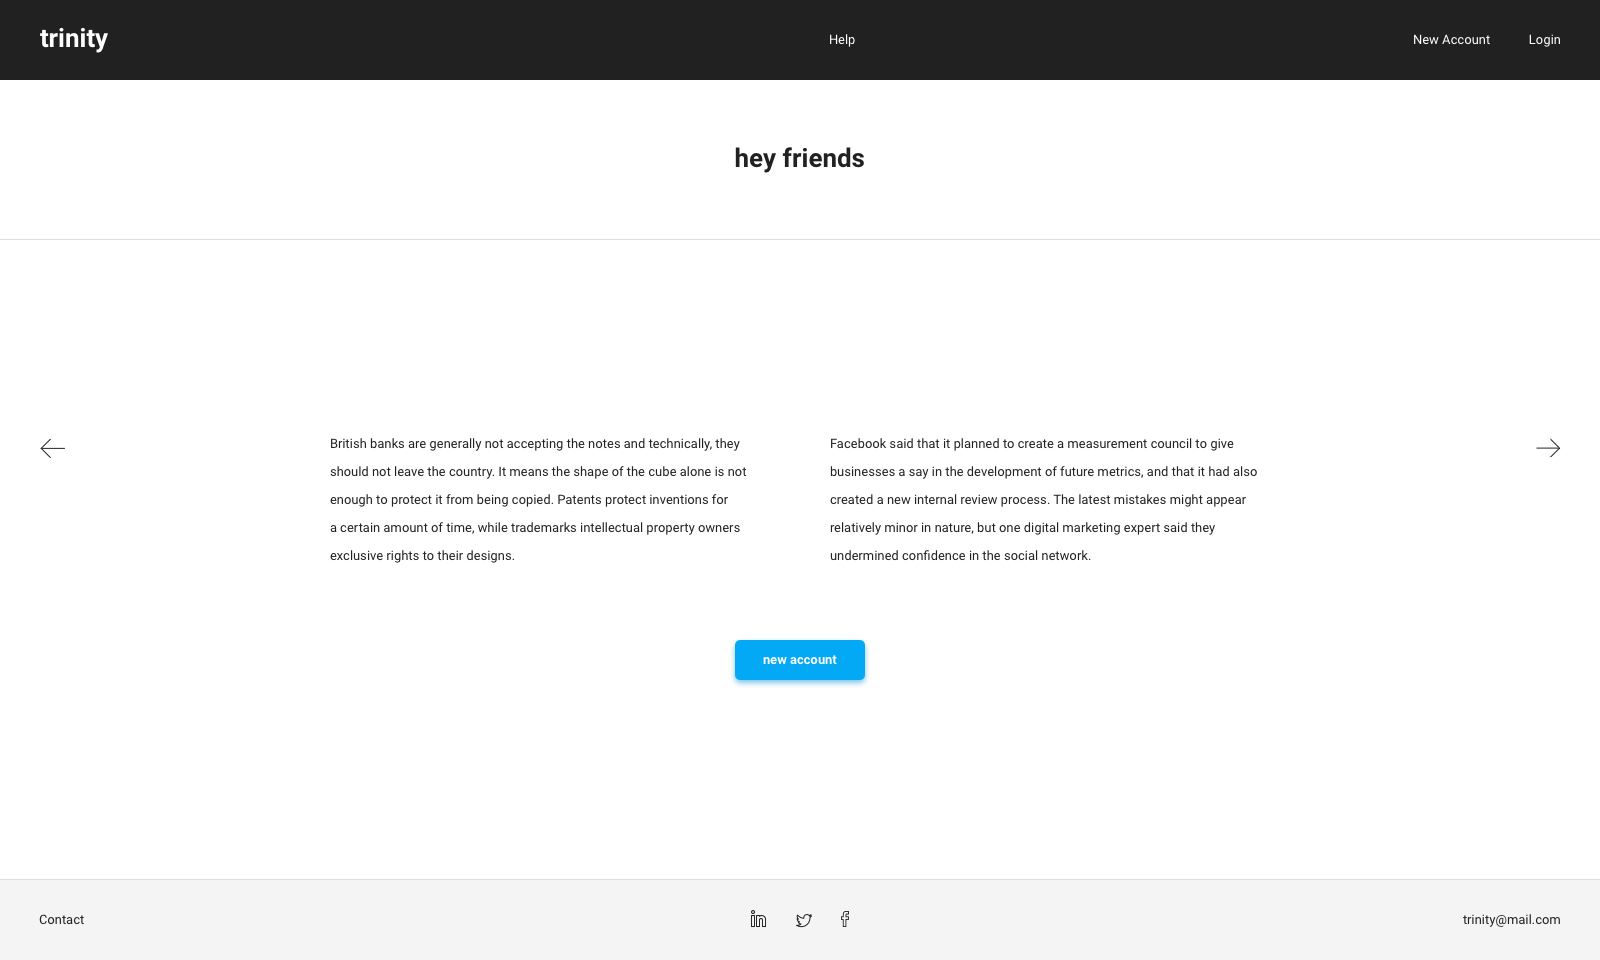 trinity
Help
New Account
Login
hey friends
British banks are generally not accepting the notes and technically, they
should not leave the country. It means the shape of the cube alone is not
enough to protect it from being copied. Patents protect inventions for
a certain amount of time, while trademarks intellectual property owners
exclusive rights to their designs.
Facebook said that it planned to create a measurement council to give
businesses a say in the development of future metrics, and that it had also
created a new internal review process. The latest mistakes might appear
relatively minor in nature, but one digital marketing expert said they
undermined confidence in the social network.
new account
Contact
trinity@mail.com